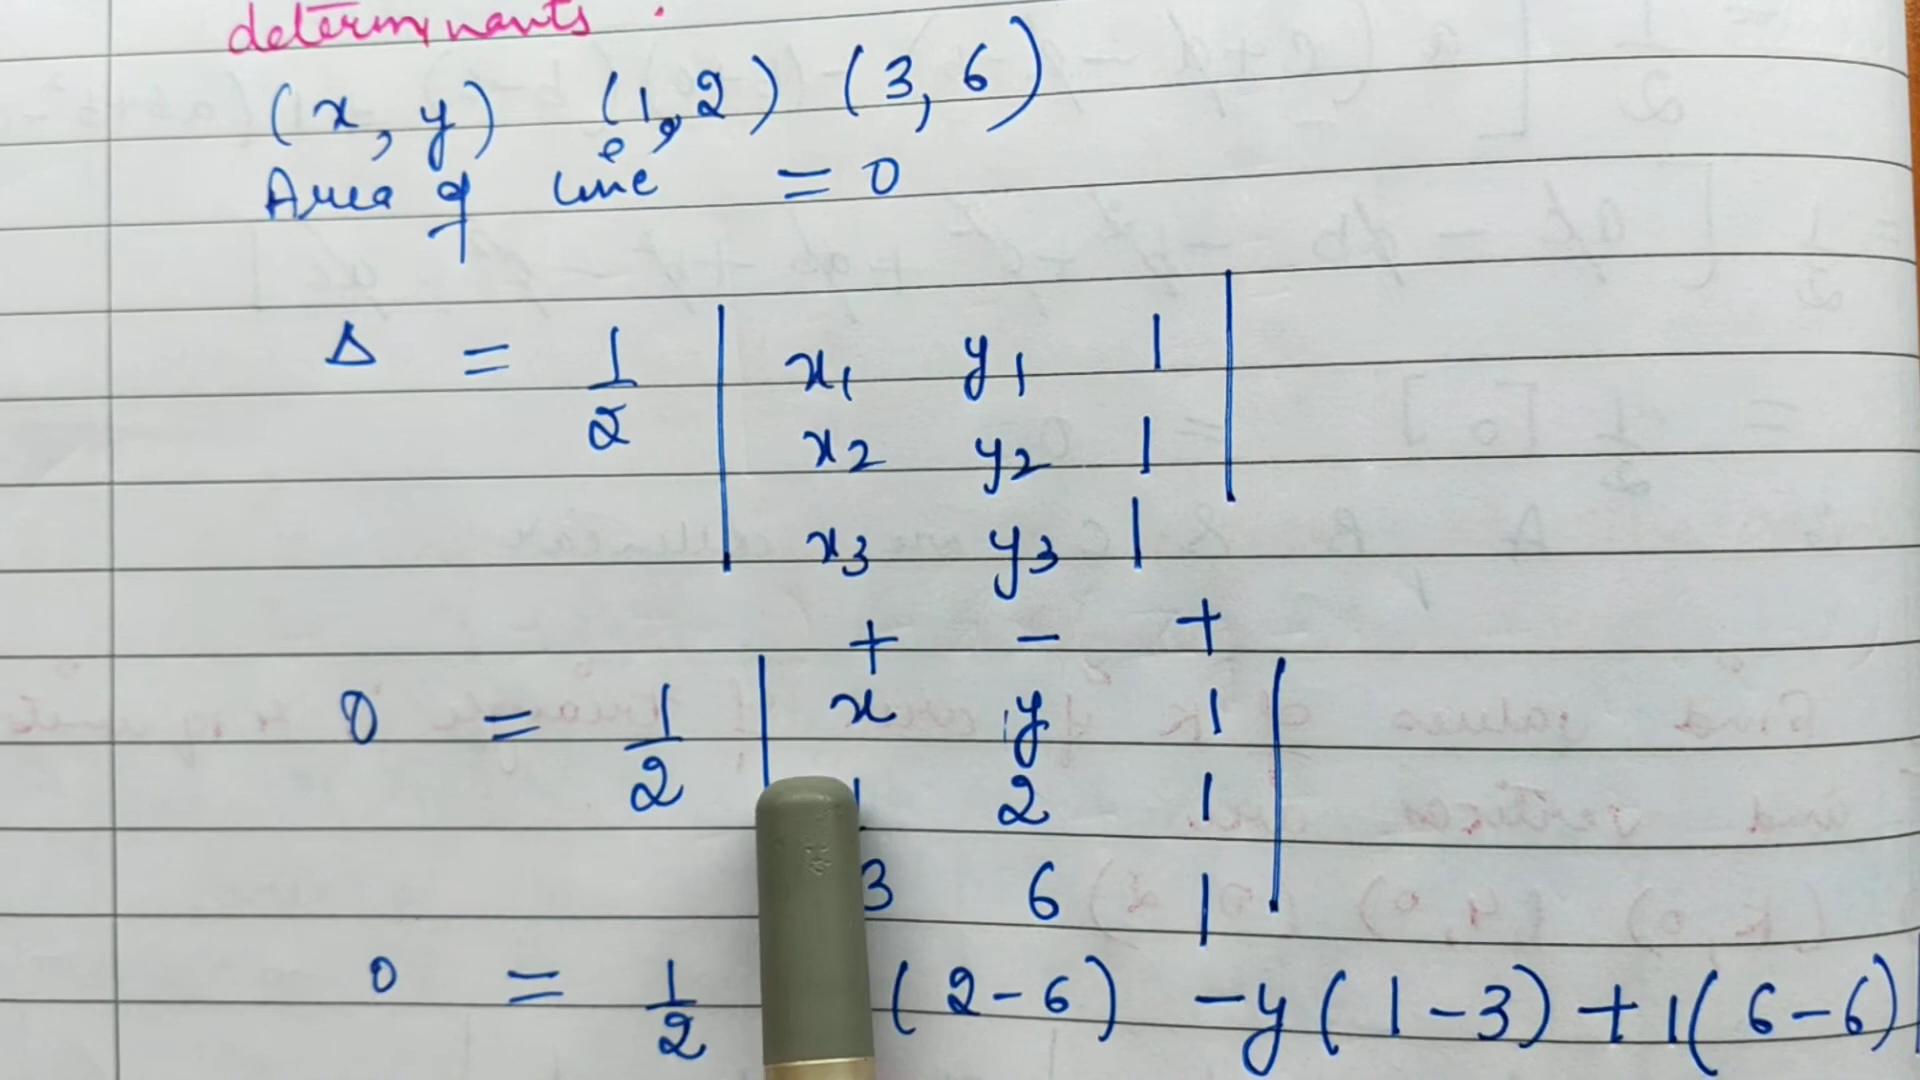 determinants.
(x, y) (1, 2) (3, 6)
Area of line = 0
Δ = 1/2 | x1 y1 1 |
x2 y2 1
x3 y3 1
+ - +
0 = 1/2 | x y 1 |
1 2 1
3 6 1
0 = 1/2 (2-6) -y(1-3) +1(6-6)